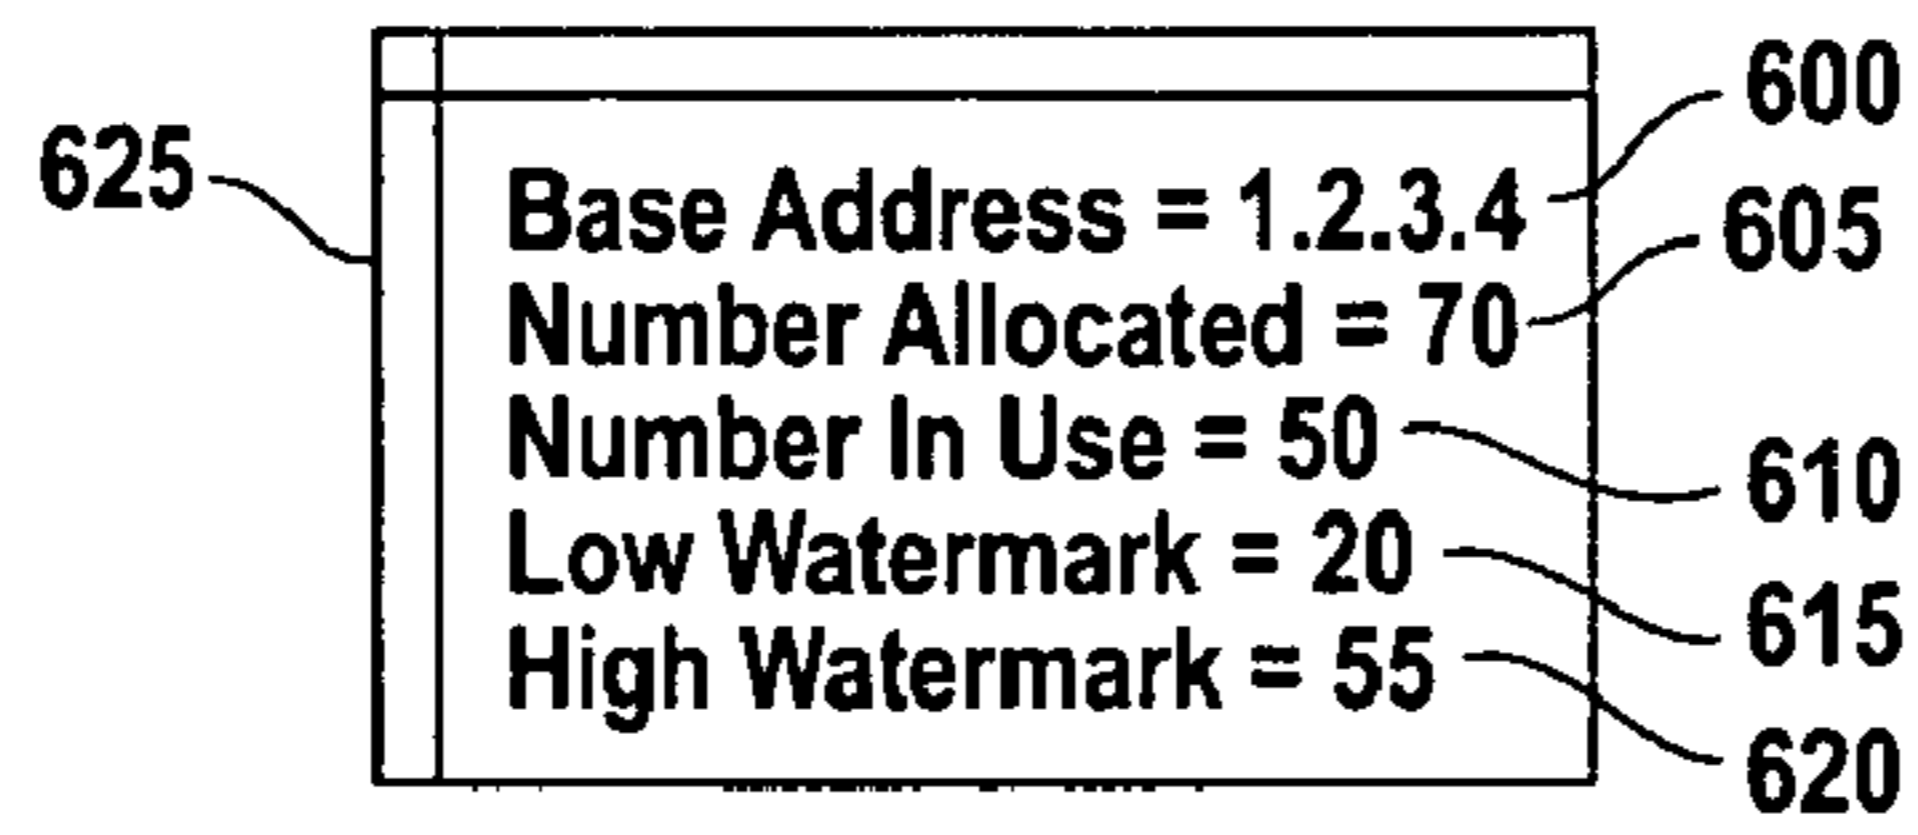 600
625
Base Address = 1.2.3.4
605
Number Allocated = 70
Number In Use = 50
610
Low Watermark = 20
615
High Watermark = 55
620